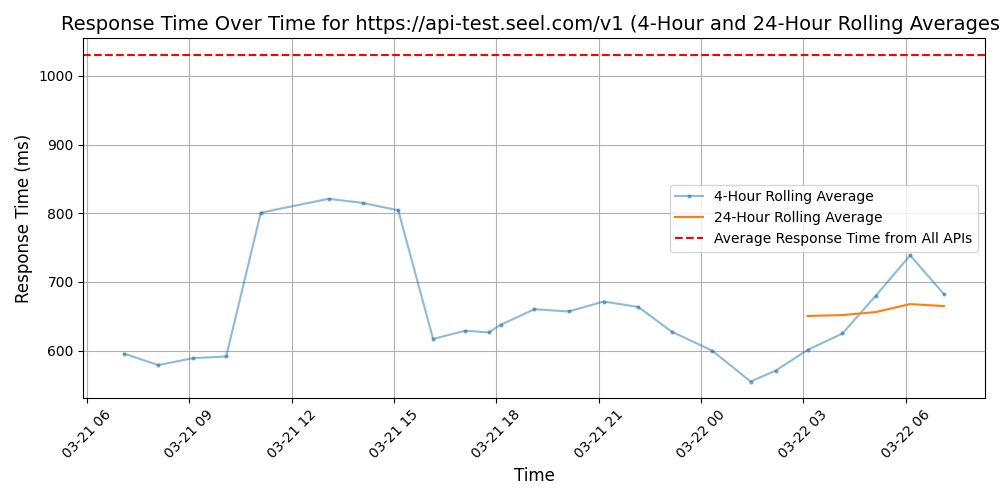 Response Time Over Time for https://api-test.seel.com/v1 (4-Hour and 24-Hour Rolling Averages
Response Time (ms)
1000
900
800
700
600
4-Hour Rolling Average
24-Hour Rolling Average
Average Response Time from All APIs
03-21 06
03-21 09
03-21 12
03-21 15
03-21 18
03-21 21
03-22 00
03-22 03
03-22 06
Time